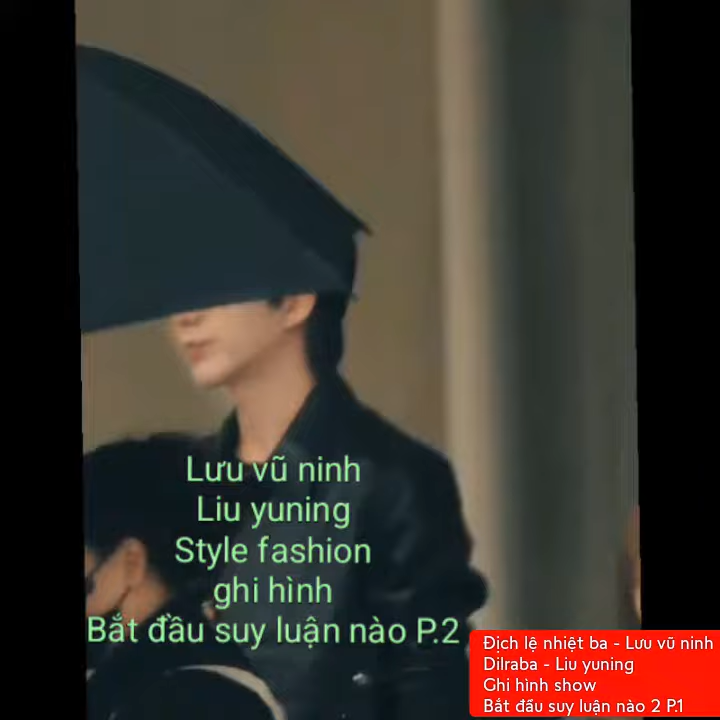 Lưu vũ ninh
Liu yuning
Style fashion
ghi hình
Bắt đầu suy luận nào P.2
Địch lệ nhiệt ba - Lưu vũ ninh
Dilraba - Liu yuning
Ghi hình show
Bắt đầu suy luận nào 2 P.1